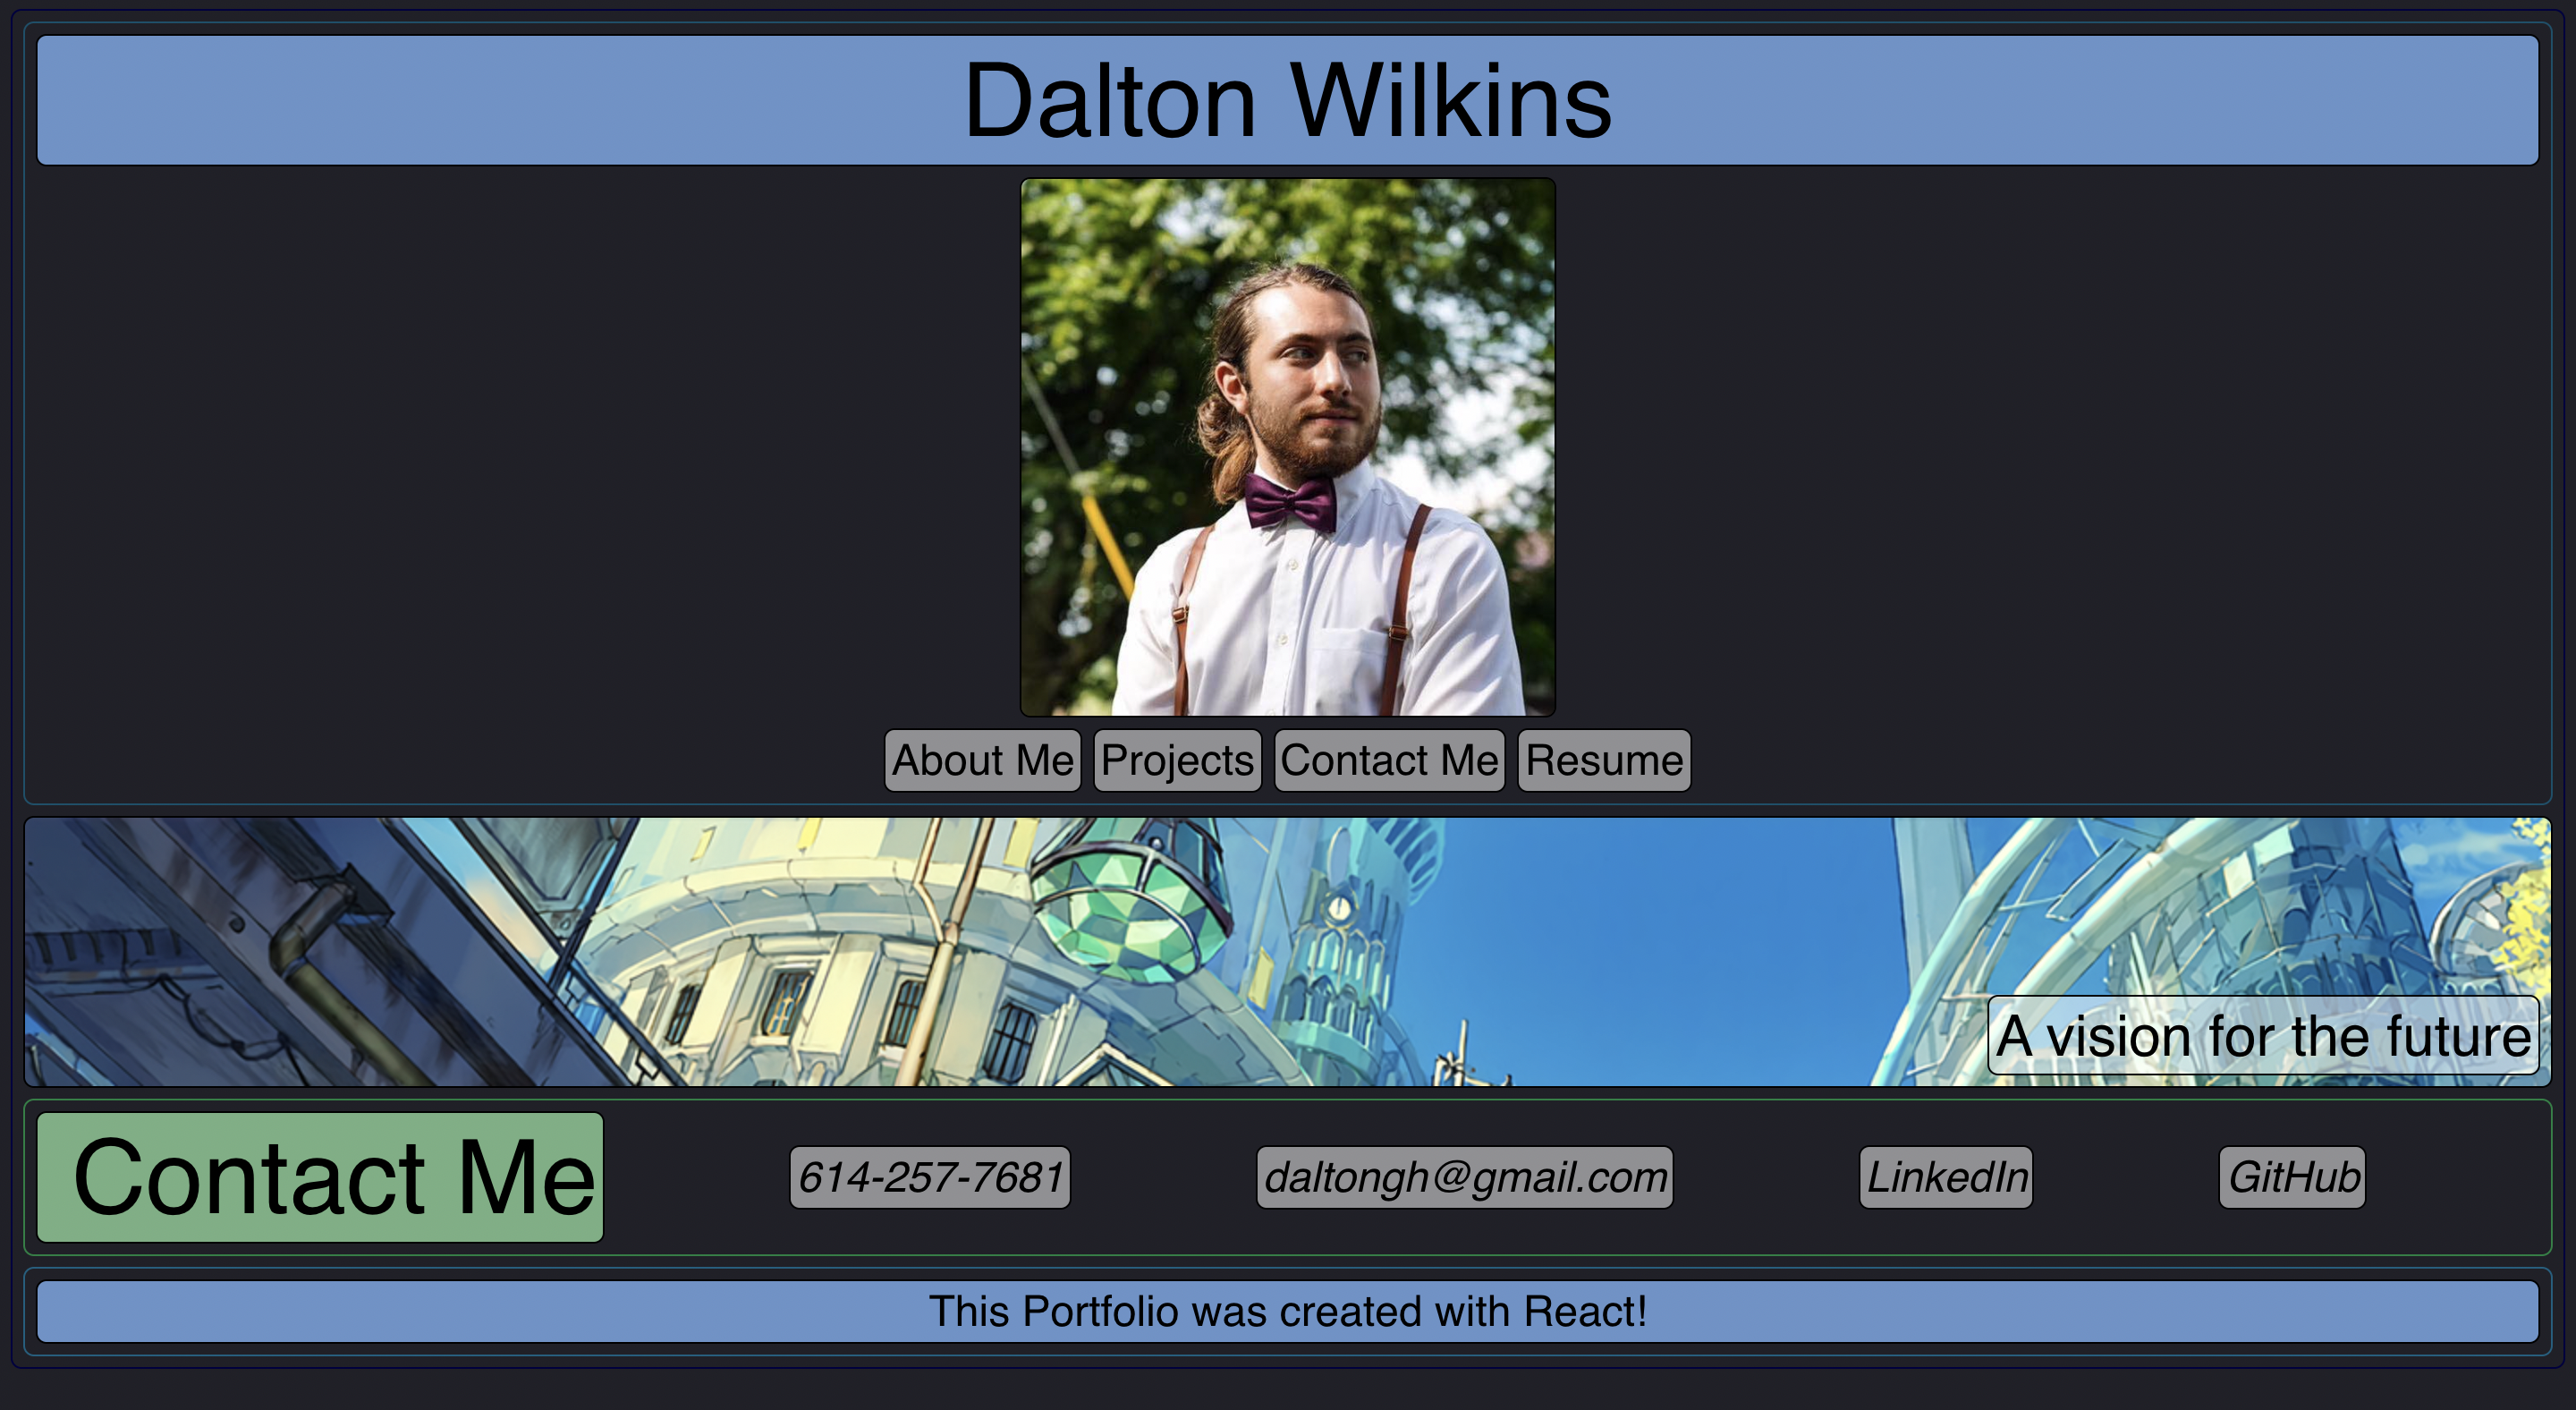 Dalton Wilkins
About Me Projects Contact Me Resume
A vision for the future
Contact Me 614-257-7681 daltongh@gmail.com LinkedIn GitHub
This Portfolio was created with React!